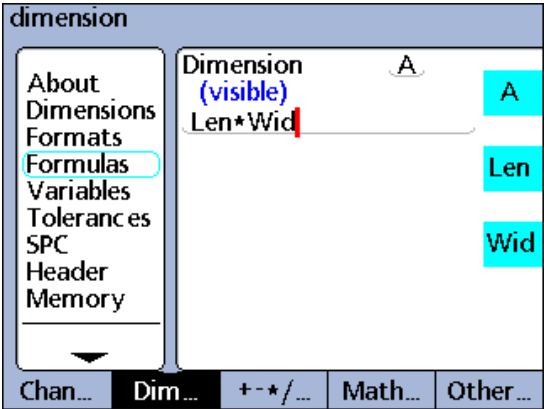 dimension
About
Dimensions
Formats
Formulas
Variables
Tolerances
SPC
Header
Memory
Dimension A
(visible)
Len*Wid
A
Len
Wid
Chan... Dim... +-*/... Math... Other...